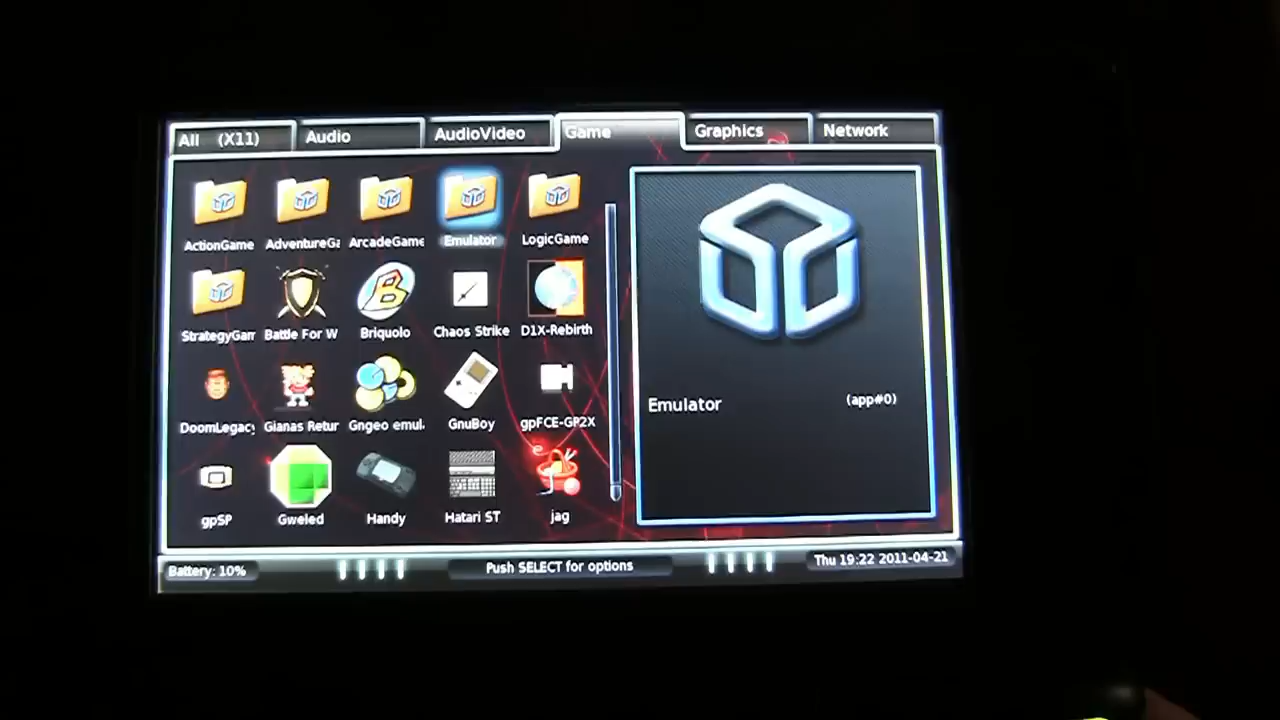 All (X11) Audio AudioVideo Game Graphics Network
ActionGame AdventureGa ArcadeGame Emulator LogicGame
StrategyGam Battle For W Briquolo Chaos Strike D1X-Rebirth
DoomLegacy Gianas Retur Gngeo emul GnuBoy gpFCE-GP2X
gpSP Gweled Handy Hatari ST jag
Emulator (app#0)
Battery: 10% Push SELECT for options Thu 19:22 2011-04-21